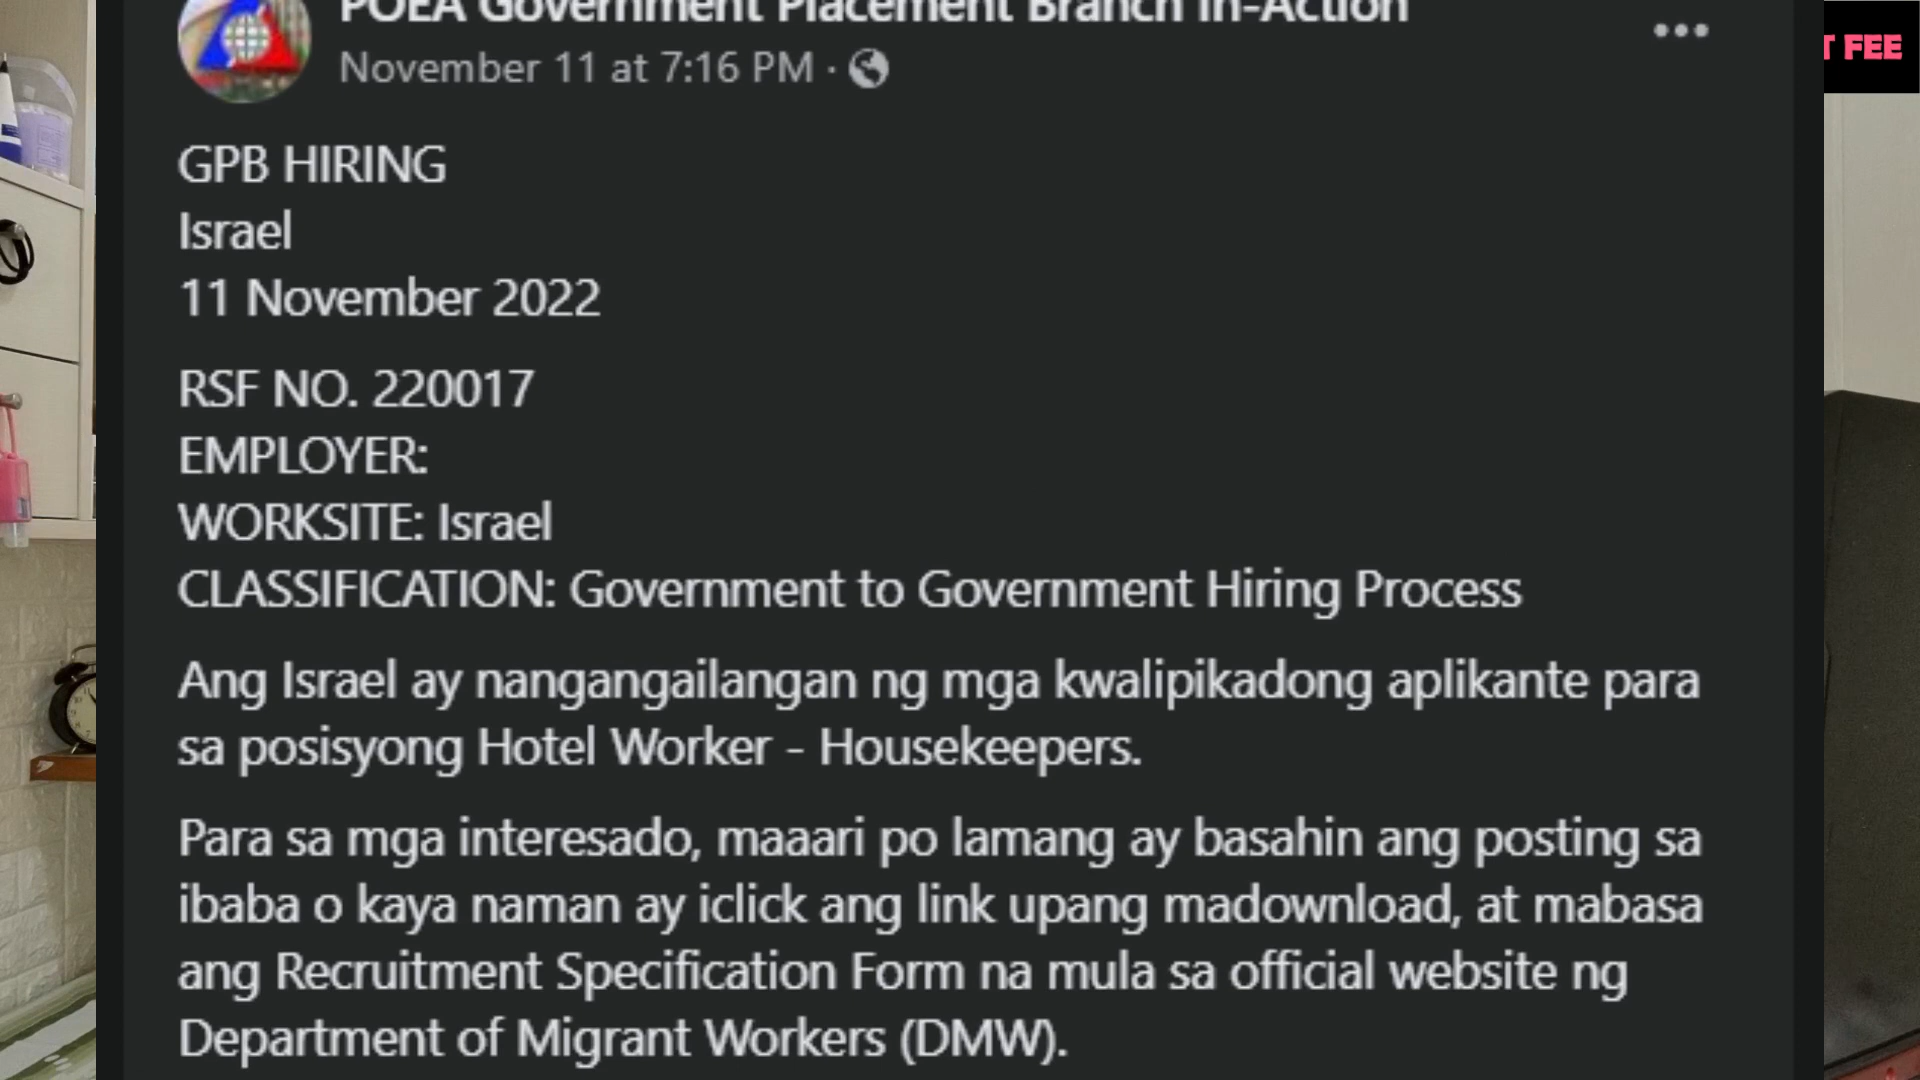 POEA Government Placement Branch In-Action
November 11 at 7:16 PM ·
T FEE
GPB HIRING
Israel
11 November 2022
RSF NO. 220017
EMPLOYER:
WORKSITE: Israel
CLASSIFICATION: Government to Government Hiring Process
Ang Israel ay nangangailangan ng mga kwalipikadong aplikante para
sa posisyong Hotel Worker - Housekeepers.
Para sa mga interesado, maaari po lamang ay basahin ang posting sa
ibaba o kaya naman ay iclick ang link upang madownload, at mabasa
ang Recruitment Specification Form na mula sa official website ng
Department of Migrant Workers (DMW).